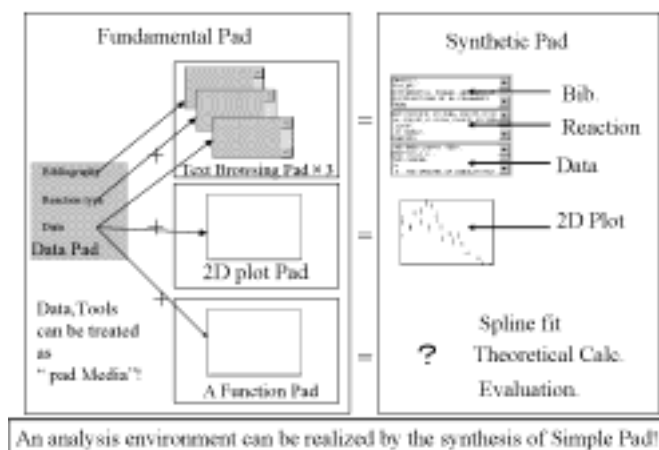 Fundamental Pad
Synthetic Pad
Bibliography
Reaction type
Data
Data Pad
Text Browsing Pad × 3
2D plot Pad
A Function Pad
Data,Tools
can be treated
as
“ pad Media”!
=
Bib.
Reaction
Data
=
2D Plot
=
?
Spline fit
Theoretical Calc.
Evaluation.
An analysis environment can be realized by the synthesis of Simple Pad!